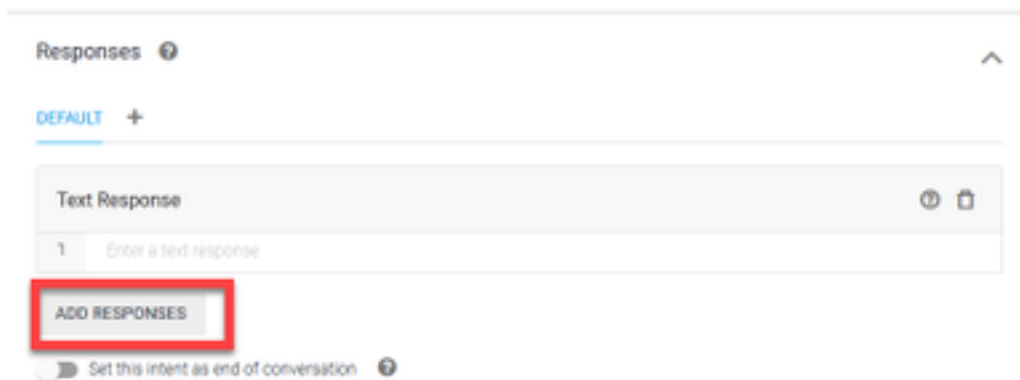 Responses
DEFAULT +
Text Response
1 Enter a text response
ADD RESPONSES
Set this intent as end of conversation